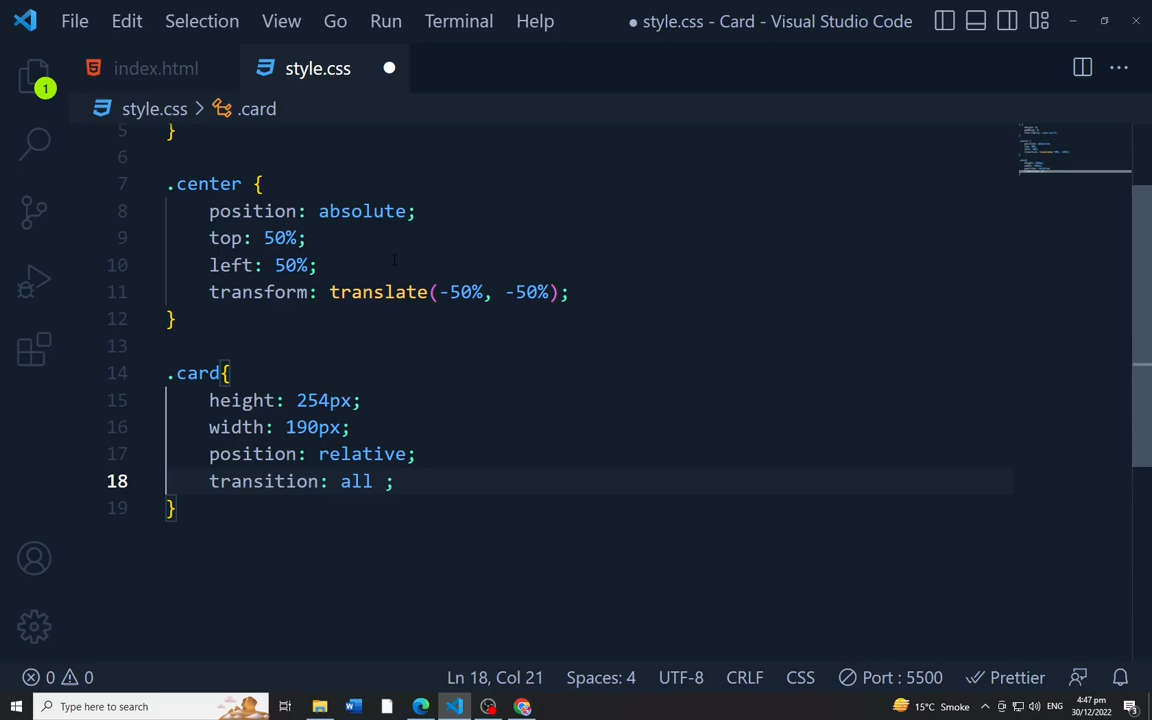 File Edit Selection View Go Run Terminal Help ● style.css - Card - Visual Studio Code
index.html style.css
style.css > .card
1
5 }
6
7 .center {
8 position: absolute;
9 top: 50%;
10 left: 50%;
11 transform: translate(-50%, -50%);
12 }
13
14 .card{
15 height: 254px;
16 width: 190px;
17 position: relative;
18 transition: all ;
19 }
0 0 Ln 18, Col 21 Spaces: 4 UTF-8 CRLF CSS Port : 5500 Prettier
Type here to search 15°C Smoke ENG 4:47 pm
30/12/2022 3